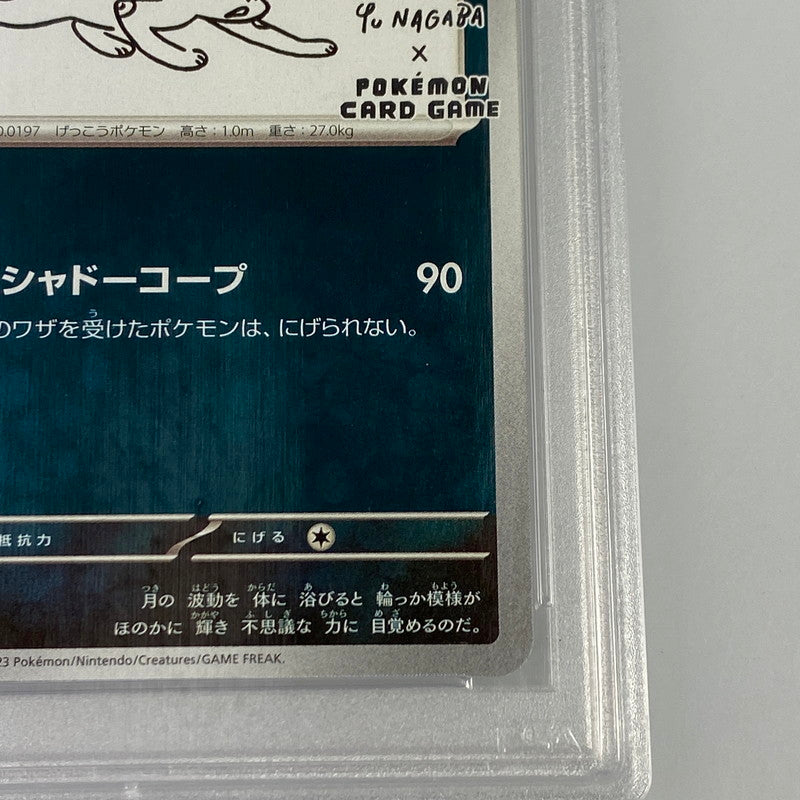 Yu NAGABA
×
POKÉMON
CARD GAME
.0197 げっこうポケモン 高さ：1.0m 重さ：27.0kg
シャドーコープ 90
のワザを受けたポケモンは、にげられない。
抵抗力 にげる
月の 波動を 体に 浴びると 輪っか模様が
ほのかに 輝き 不思議な 力に 目覚めるのだ。
23 Pokémon/Nintendo/Creatures/GAME FREAK.